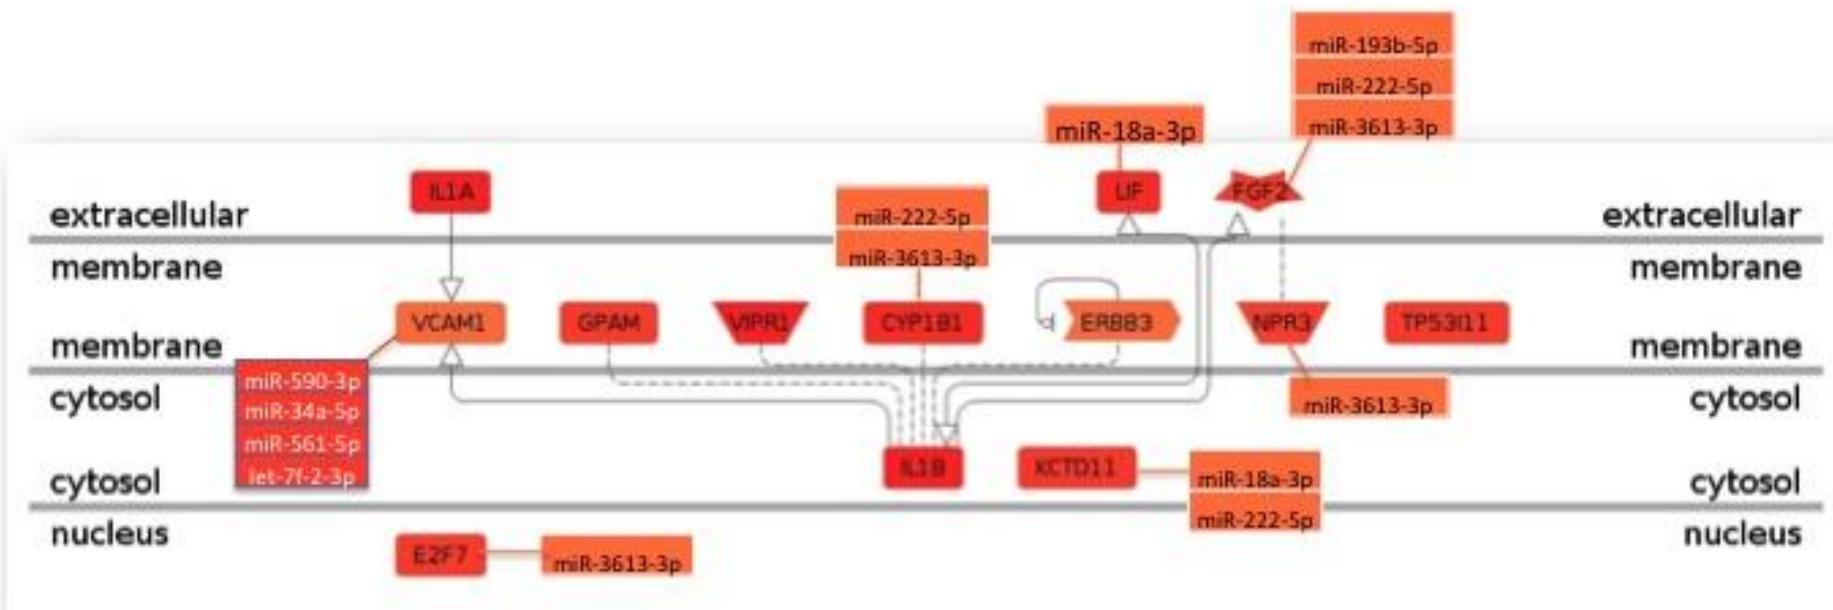 miR-193b-5p
miR-222-5p
miR-3613-3p
miR-18a-3p
IL1A
LIF
FGF2
extracellular
extracellular
miR-222-5p
miR-3613-3p
membrane
membrane
VCAM1
GPAM
VIPR1
CYP1B1
ERBB3
NPR3
TP53I11
membrane
membrane
miR-590-3p
miR-34a-5p
miR-561-5p
let-7f-2-3p
cytosol
cytosol
miR-3613-3p
IL1B
KCTD11
miR-18a-3p
miR-222-5p
cytosol
cytosol
nucleus
nucleus
E2F7
miR-3613-3p